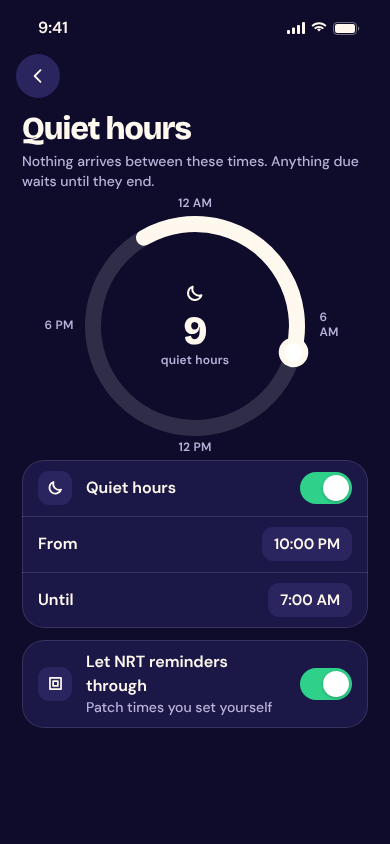 9:41
Quiet hours
Nothing arrives between these times. Anything due
waits until they end.
12 AM
6 PM
9
quiet hours
6
AM
12 PM
Quiet hours
From
10:00 PM
Until
7:00 AM
Let NRT reminders
through
Patch times you set yourself